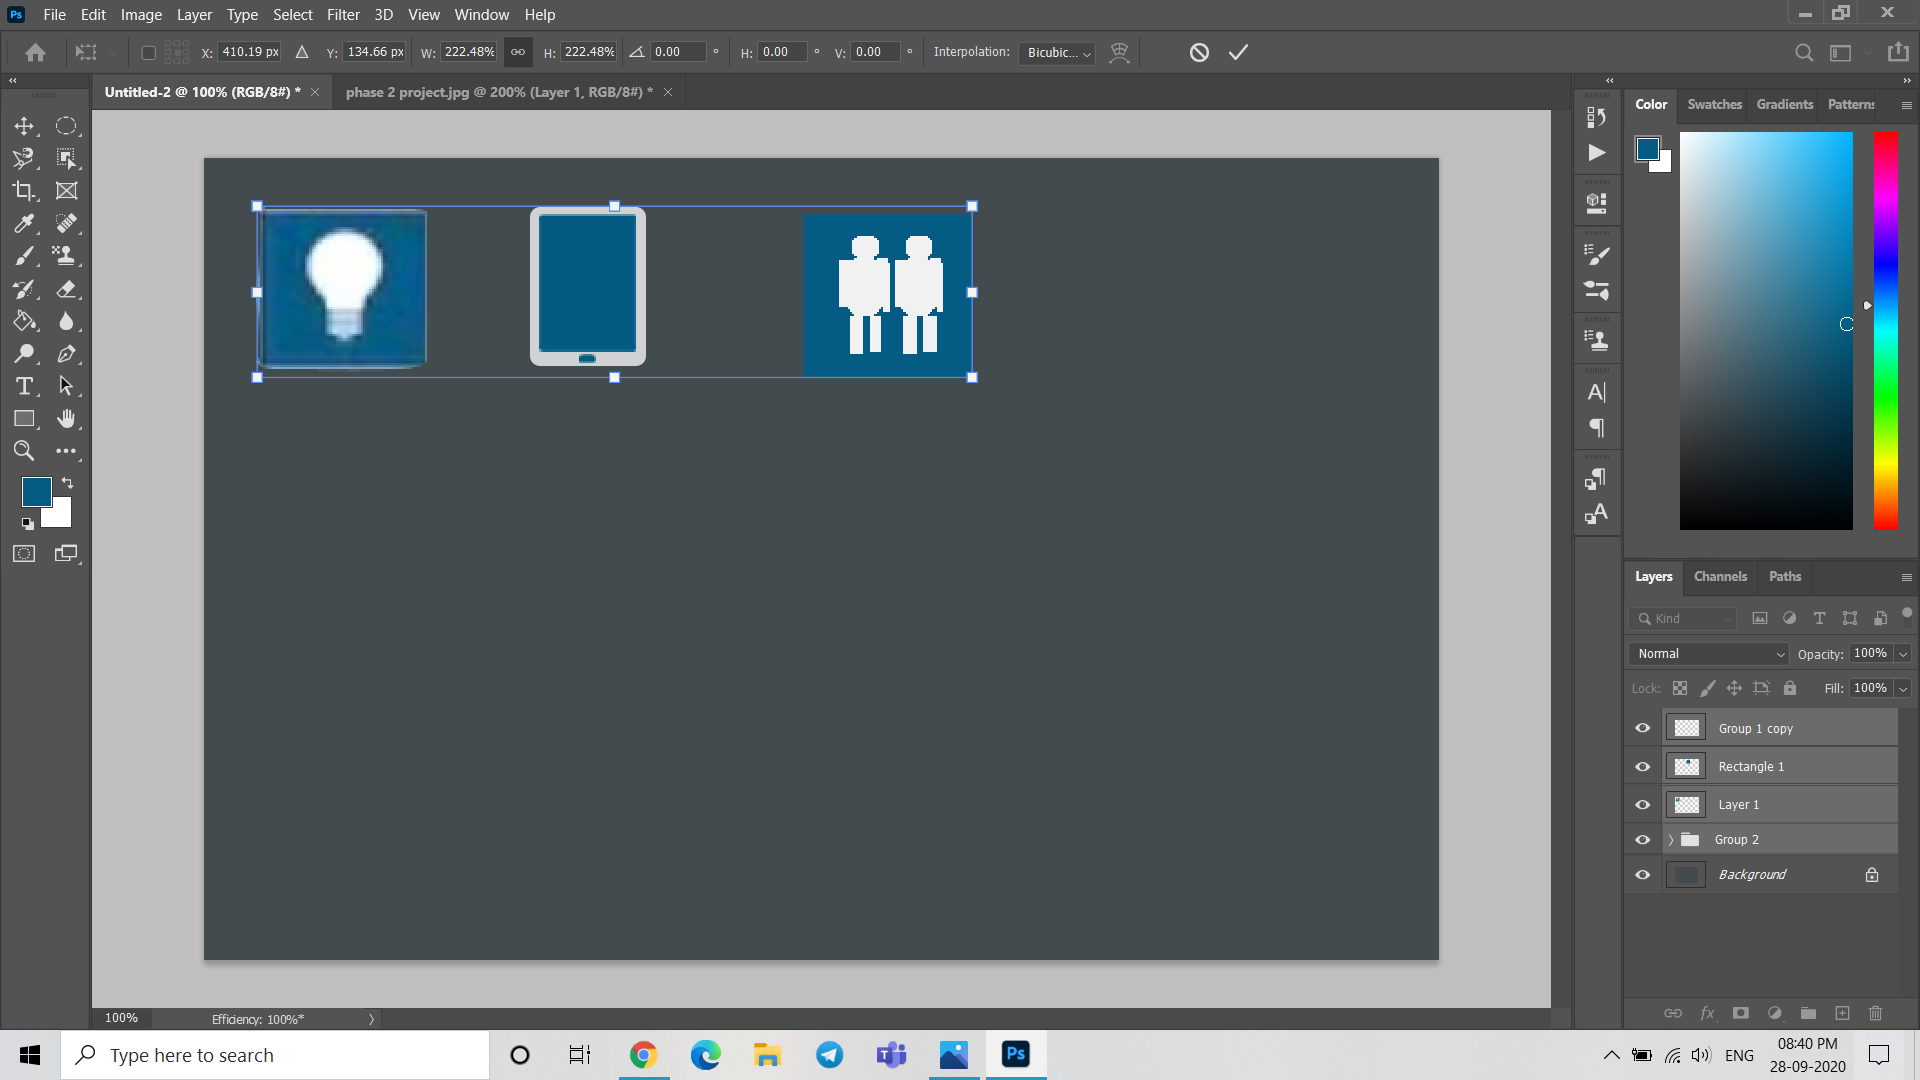 Ps File Edit Image Layer Type Select Filter 3D View Window Help
X: 410.19 px Y: 134.66 px W: 222.48% H: 222.48% 0.00 ° H: 0.00 ° V: 0.00 ° Interpolation: Bicubic...
Untitled-2 @ 100% (RGB/8#) * × phase 2 project.jpg @ 200% (Layer 1, RGB/8#) * ×
Color Swatches Gradients Patterns
Layers Channels Paths
Kind
Normal Opacity: 100%
Lock: Fill: 100%
Group 1 copy
Rectangle 1
Layer 1
Group 2
Background
100% Efficiency: 100%*
Type here to search
Ps
ENG
08:40 PM
28-09-2020